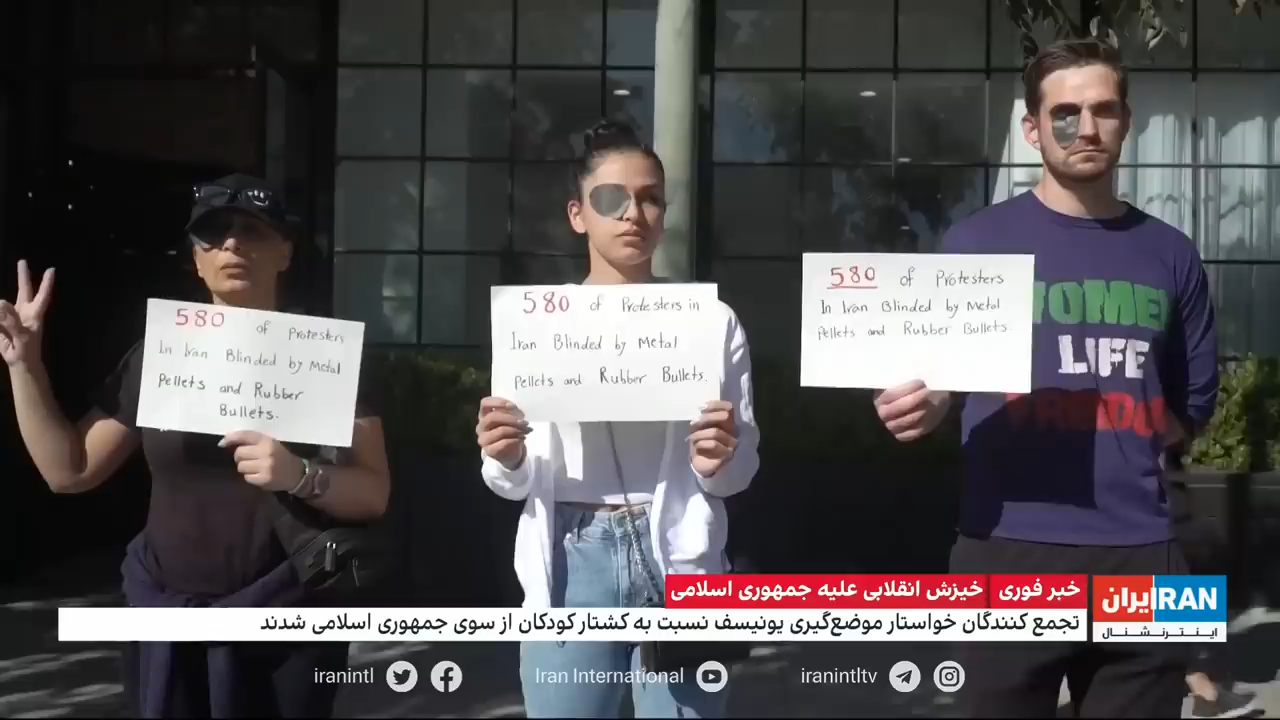 580 of Protesters
In Iran Blinded by Metal
Pellets and Rubber
Bullets.
580 of Protesters in
Iran Blinded by Metal
Pellets and Rubber Bullets.
580 of Protesters
In Iran Blinded by Metal
Pellets and Rubber Bullets.
WOMEN
LIFE
FREEDOM
خبر فوری خیزش انقلابی علیه جمهوری اسلامی
تجمع کنندگان خواستار موضع‌گیری یونیسف نسبت به کشتار کودکان از سوی جمهوری اسلامی شدند
ایران IRAN
اینترنشنال
iranintl
Iran International
iranintltv